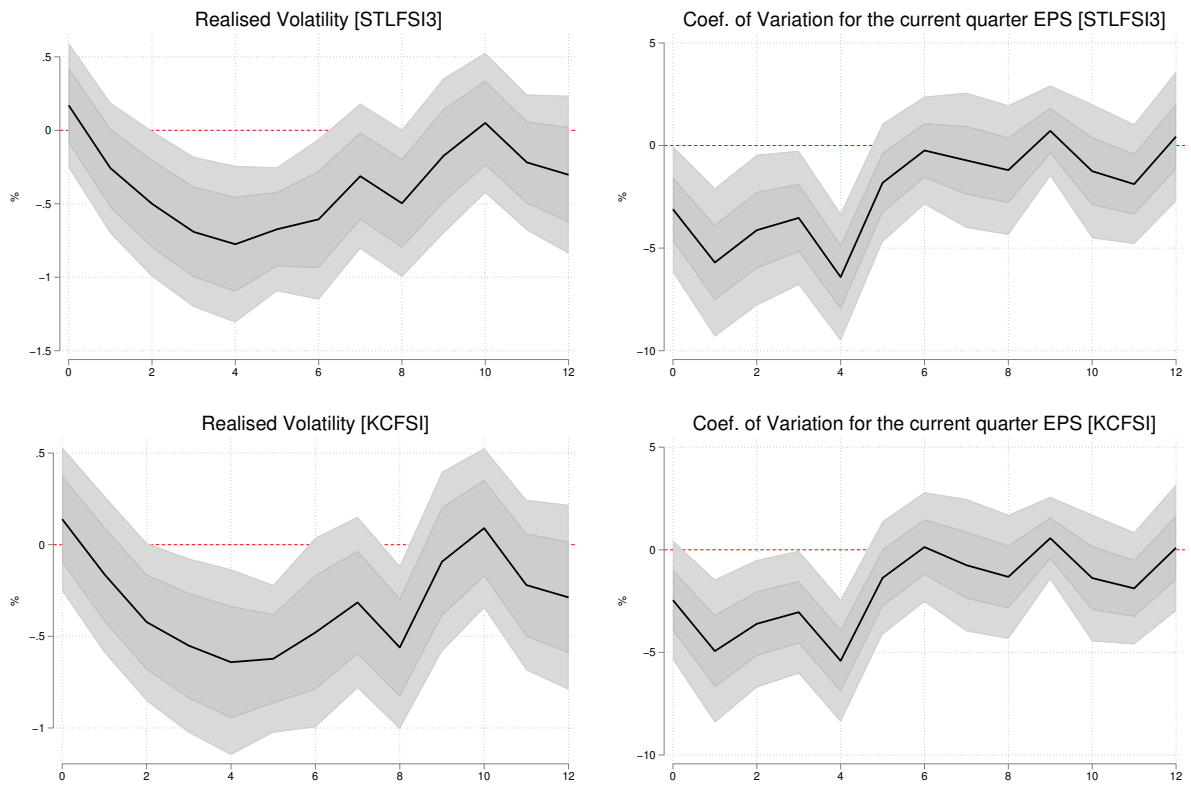 Realised Volatility [STLFSI3]
.5
0
−.5
−1
−1.5
%
0 2 4 6 8 10 12
Coef. of Variation for the current quarter EPS [STLFSI3]
5
0
−5
−10
%
0 2 4 6 8 10 12
Realised Volatility [KCFSI]
.5
0
−.5
−1
%
0 2 4 6 8 10 12
Coef. of Variation for the current quarter EPS [KCFSI]
5
0
−5
−10
%
0 2 4 6 8 10 12